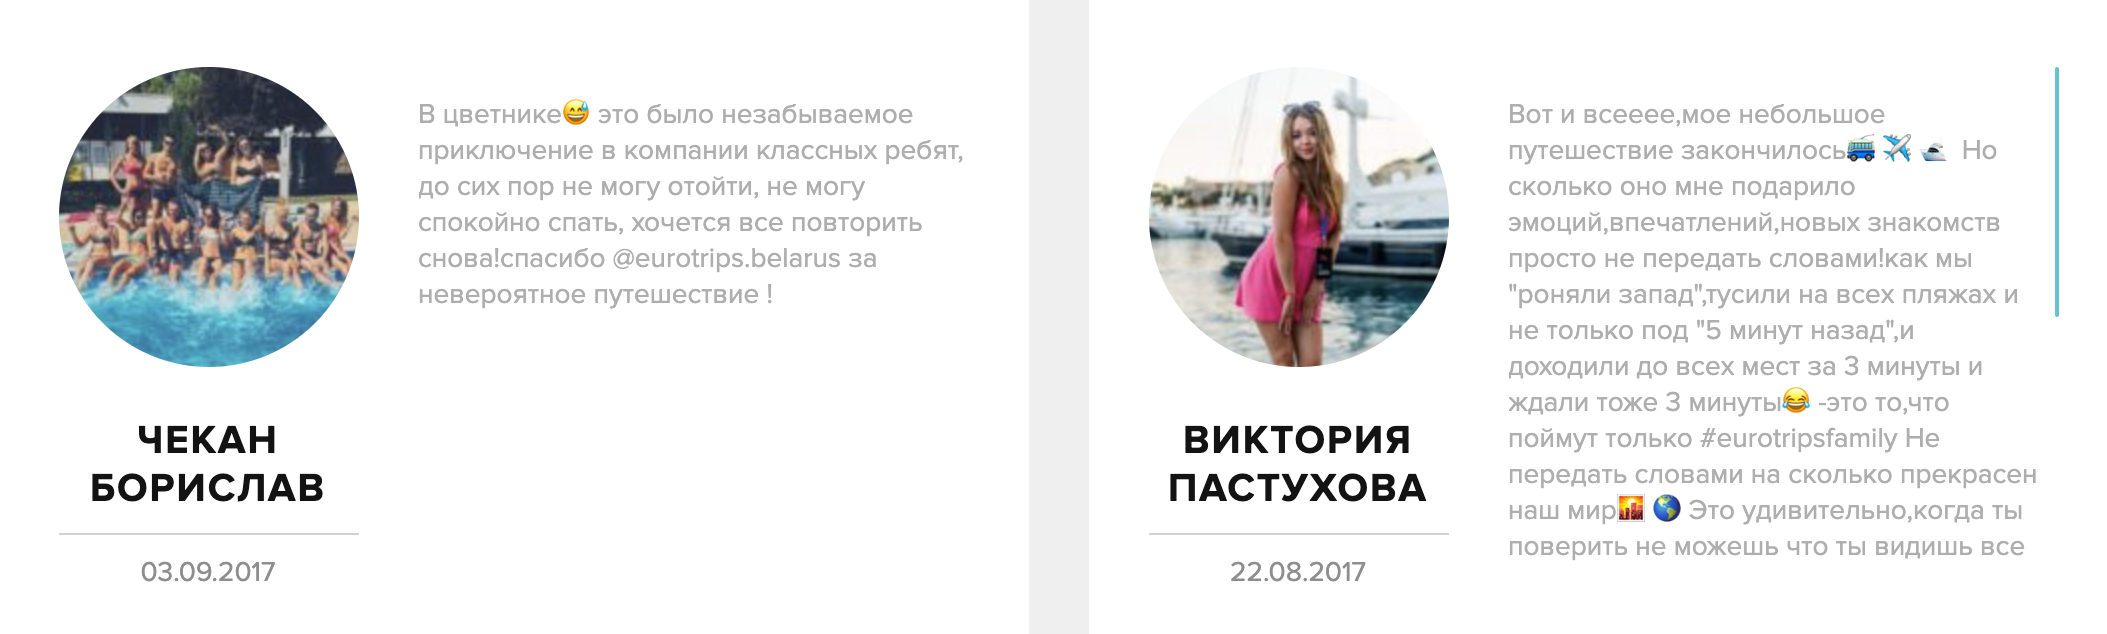 В цветнике😅 это было незабываемое
приключение в компании классных ребят,
до сих пор не могу отойти, не могу
спокойно спать, хочется все повторить
снова!спасибо @eurotrips.belarus за
невероятное путешествие !
ЧЕКАН
БОРИСЛАВ
03.09.2017
Вот и всеееe,мое небольшое
путешествие закончилось🚎 ✈️ 🛥 Но
сколько оно мне подарило
эмоций,впечатлений,новых знакомств
просто не передать словами!как мы
"роняли запад",тусили на всех пляжах и
не только под "5 минут назад",и
доходили до всех мест за 3 минуты и
ждали тоже 3 минуты😂 -это то,что
поймут только #eurotripsfamily Не
передать словами на сколько прекрасен
наш мир🌇 🌎 Это удивительно,когда ты
поверить не можешь что ты видишь все
ВИКТОРИЯ
ПАСТУХОВА
22.08.2017